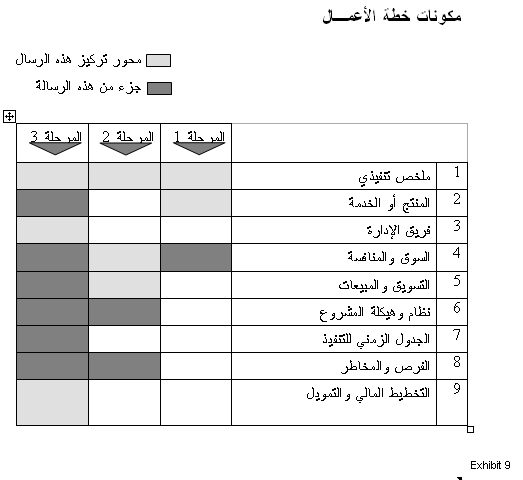 مكونات خطة الأعمـــال
محور تركيز هذه الرسال
جزء من هذه الرسالة
المرحلة 1 المرحلة 2 المرحلة 3
1 ملخص تنفيذي
2 المنتج أو الخدمة
3 فريق الإدارة
4 السوق والمنافسة
5 التسويق والمبيعات
6 نظام وهيكلة المشروع
7 الجدول الزمني للتنفيذ
8 الفرص والمخاطر
9 التخطيط المالي والتمويل
Exhibit 9